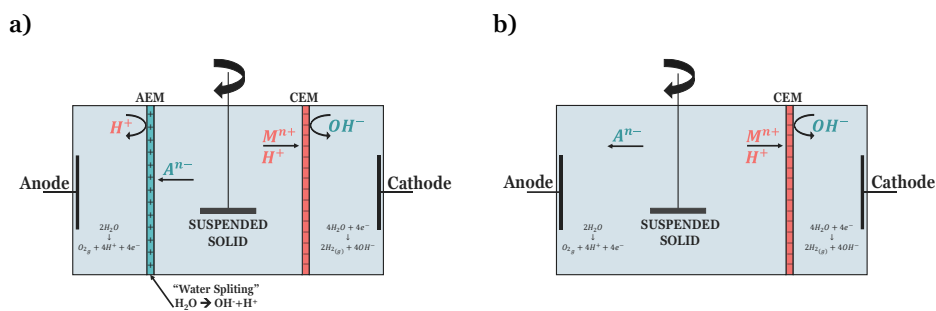 a)
b)
AEM
CEM
H⁺
OH⁻
Mⁿ⁺
H⁺
Aⁿ⁻
Anode
Cathode
SUSPENDED
SOLID
2H₂O
↓
O₂g + 4H⁺ + 4e⁻
4H₂O + 4e⁻
↓
2H₂(g) + 4OH⁻
“Water Spliting”
H₂O ➔ OH⁻+H⁺
CEM
OH⁻
Mⁿ⁺
H⁺
Aⁿ⁻
Anode
Cathode
SUSPENDED
SOLID
2H₂O
↓
O₂g + 4H⁺ + 4e⁻
4H₂O + 4e⁻
↓
2H₂(g) + 4OH⁻